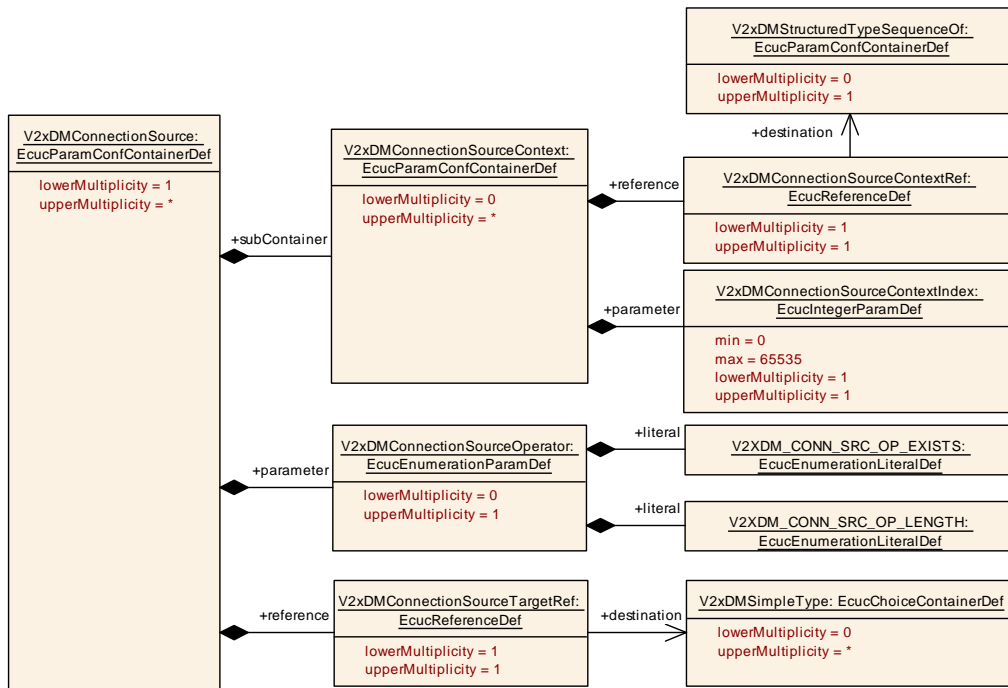 V2xDMStructuredTypeSequenceOf:
EcucParamConfContainerDef
lowerMultiplicity = 0
upperMultiplicity = 1
+destination
V2xDMConnectionSource:
EcucParamConfContainerDef
lowerMultiplicity = 1
upperMultiplicity = *
V2xDMConnectionSourceContext:
EcucParamConfContainerDef
lowerMultiplicity = 0
upperMultiplicity = *
+reference
V2xDMConnectionSourceContextRef:
EcucReferenceDef
lowerMultiplicity = 1
upperMultiplicity = 1
+subContainer
+parameter
V2xDMConnectionSourceContextIndex:
EcucIntegerParamDef
min = 0
max = 65535
lowerMultiplicity = 1
upperMultiplicity = 1
+parameter
V2xDMConnectionSourceOperator:
EcucEnumerationParamDef
lowerMultiplicity = 0
upperMultiplicity = 1
+literal
V2XDM_CONN_SRC_OP_EXISTS:
EcucEnumerationLiteralDef
+literal
V2XDM_CONN_SRC_OP_LENGTH:
EcucEnumerationLiteralDef
+reference
V2xDMConnectionSourceTargetRef:
EcucReferenceDef
lowerMultiplicity = 1
upperMultiplicity = 1
+destination
V2xDMSimpleType: EcucChoiceContainerDef
lowerMultiplicity = 0
upperMultiplicity = *